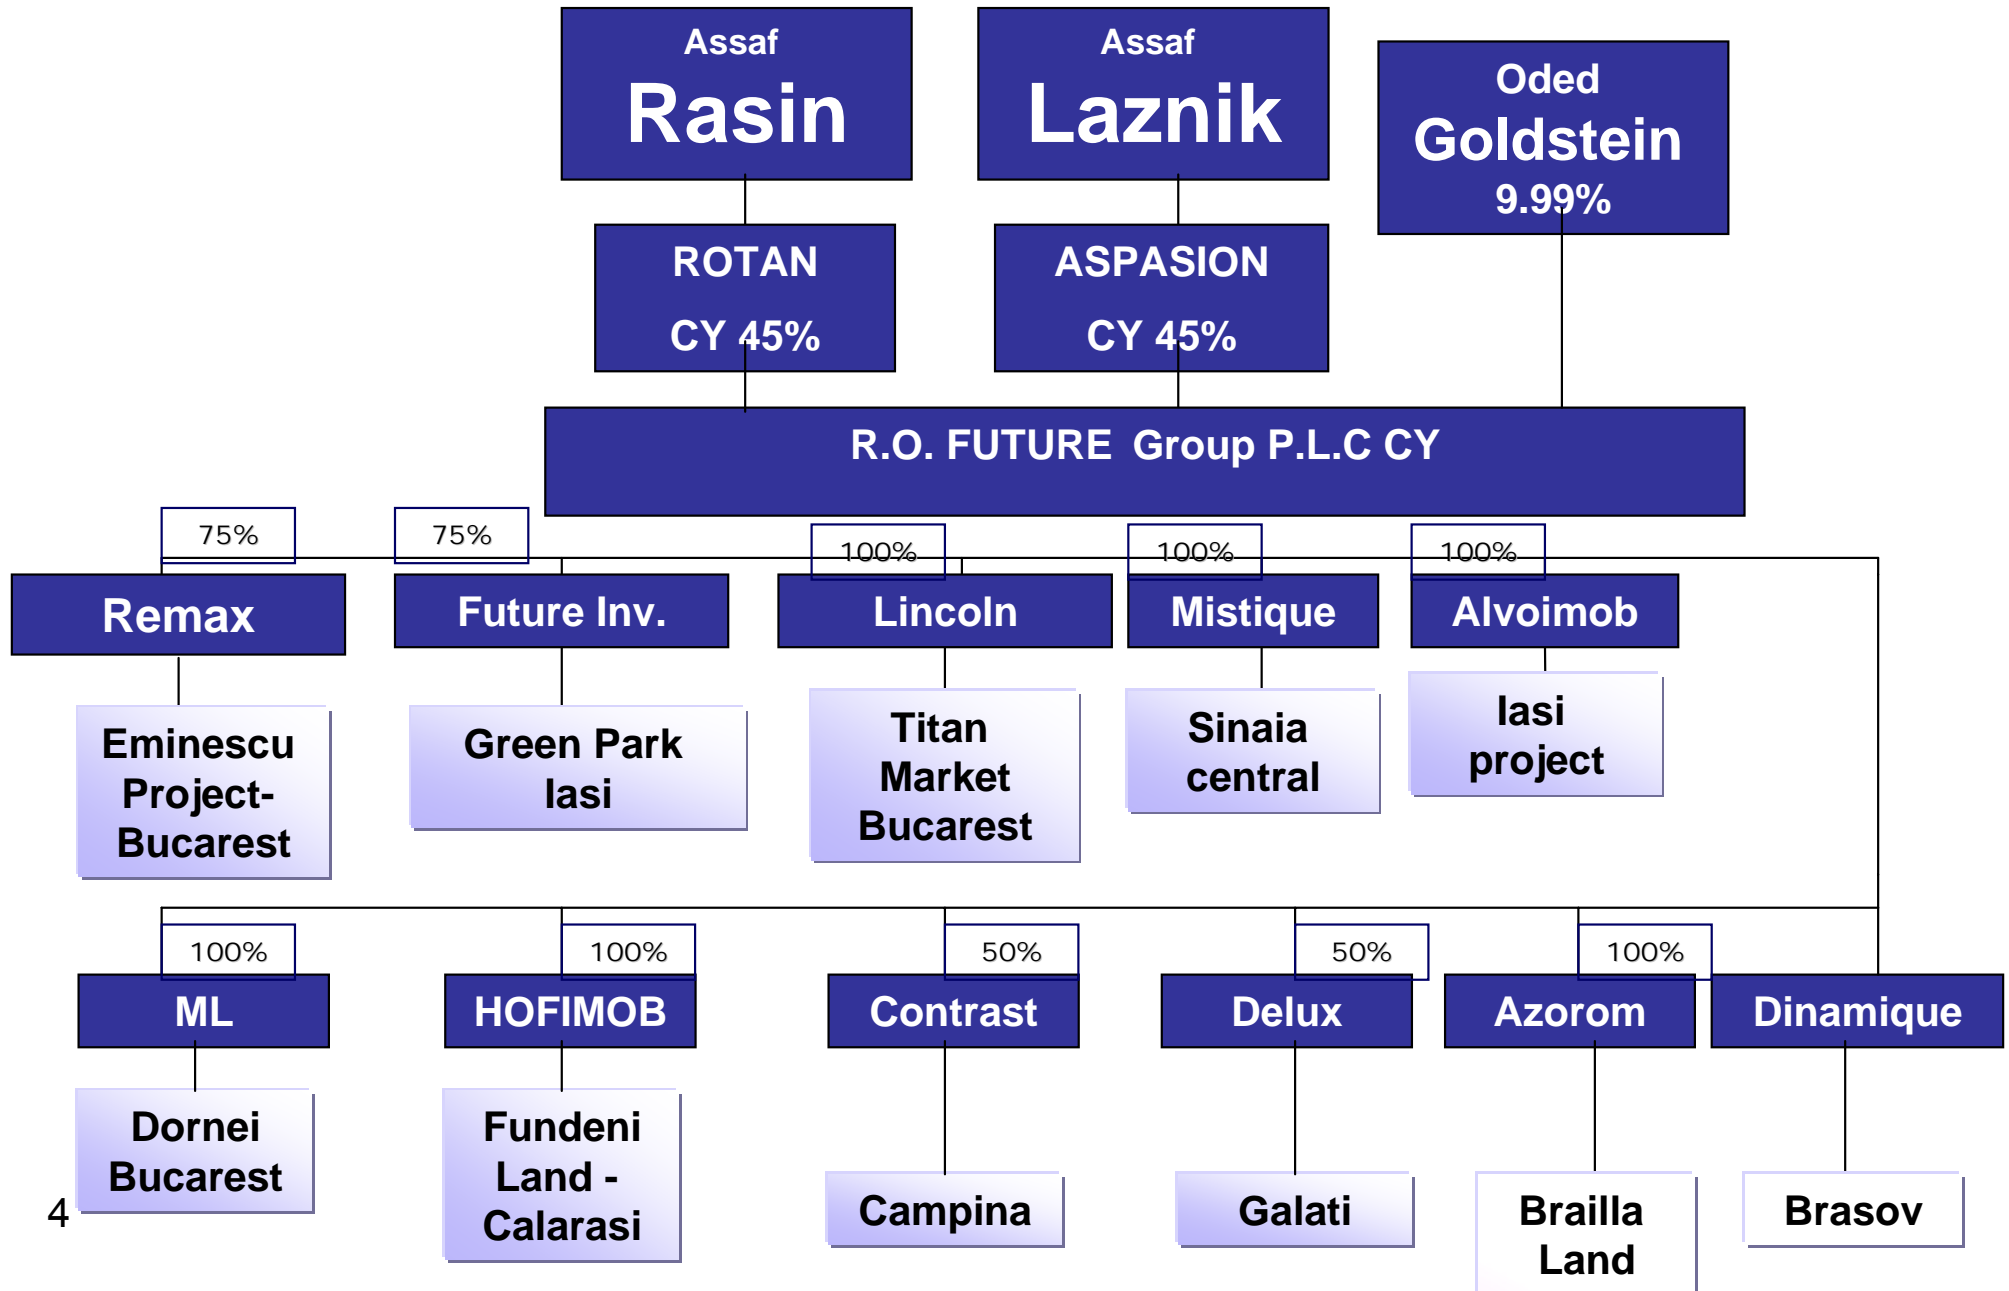 Assaf
Rasin
Assaf
Laznik
Oded
Goldstein
9.99%
ROTAN
CY 45%
ASPASION
CY 45%
R.O. FUTURE Group P.L.C CY
75%
75%
100%
100%
100%
Remax
Future Inv.
Lincoln
Mistique
Alvoimob
Eminescu
Project-
Bucarest
Green Park
Iasi
Titan
Market
Bucarest
Sinaia
central
Iasi
project
100%
100%
50%
50%
100%
ML
HOFIMOB
Contrast
Delux
Azorom
Dinamique
Dornei
Bucarest
Fundeni
Land -
Calarasi
Campina
Galati
Brailla
Land
Brasov
4